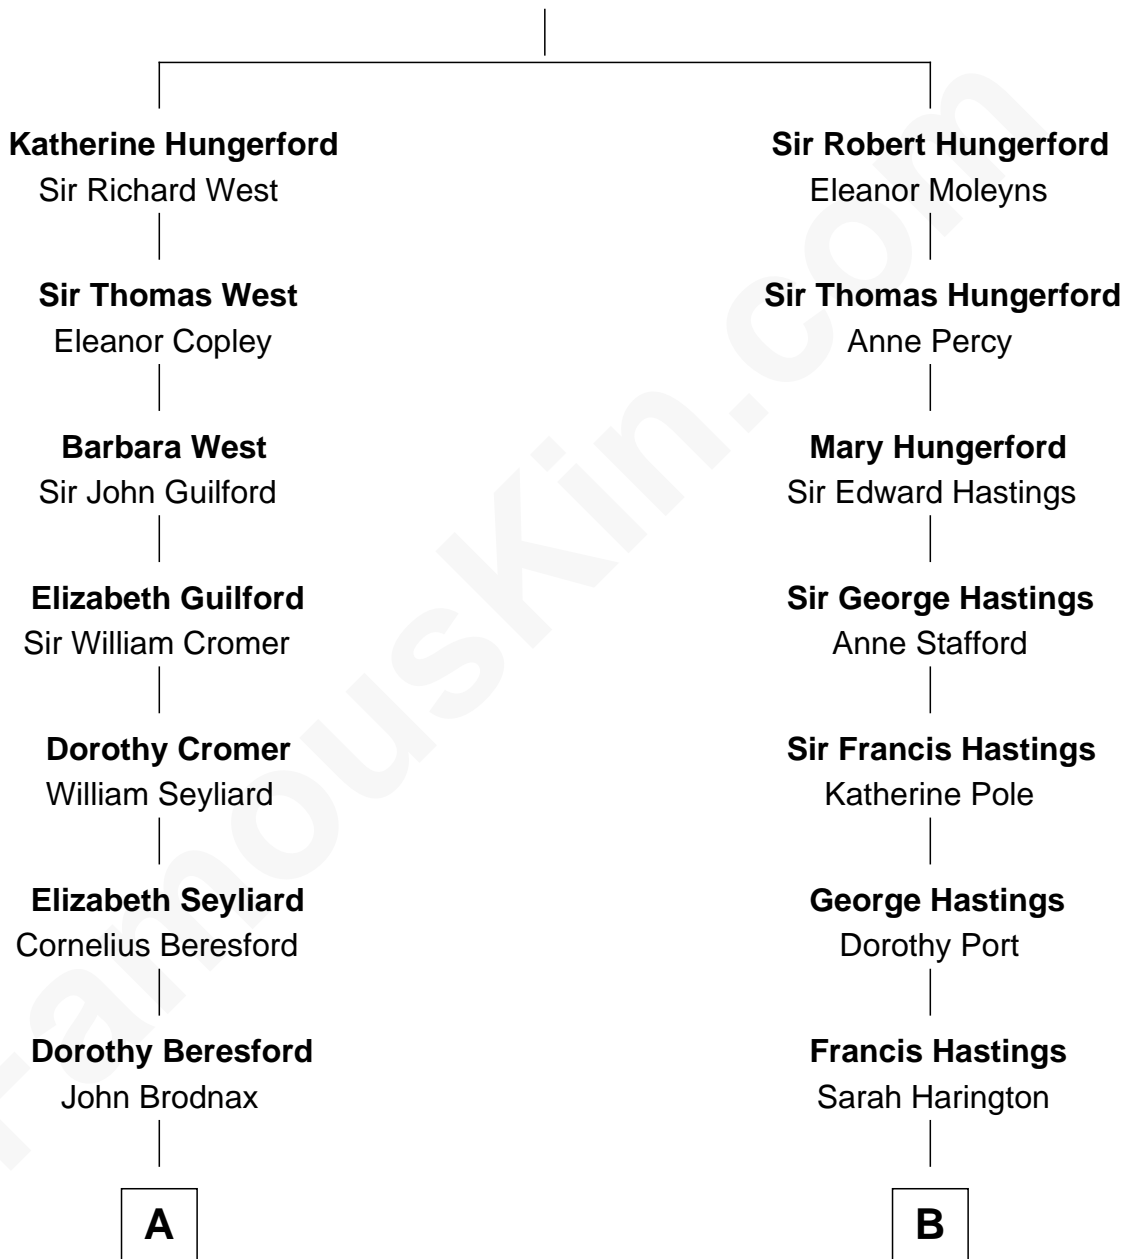 Katherine Hungerford
Sir Richard West
Sir Thomas West
Eleanor Copley
Barbara West
Sir John Guilford
Elizabeth Guilford
Sir William Cromer
Dorothy Cromer
William Seyliard
Elizabeth Seyliard
Cornelius Beresford
Dorothy Beresford
John Brodnax
A
Sir Robert Hungerford
Eleanor Moleyns
Sir Thomas Hungerford
Anne Percy
Mary Hungerford
Sir Edward Hastings
Sir George Hastings
Anne Stafford
Sir Francis Hastings
Katherine Pole
George Hastings
Dorothy Port
Francis Hastings
Sarah Harington
B
FamousKin.com